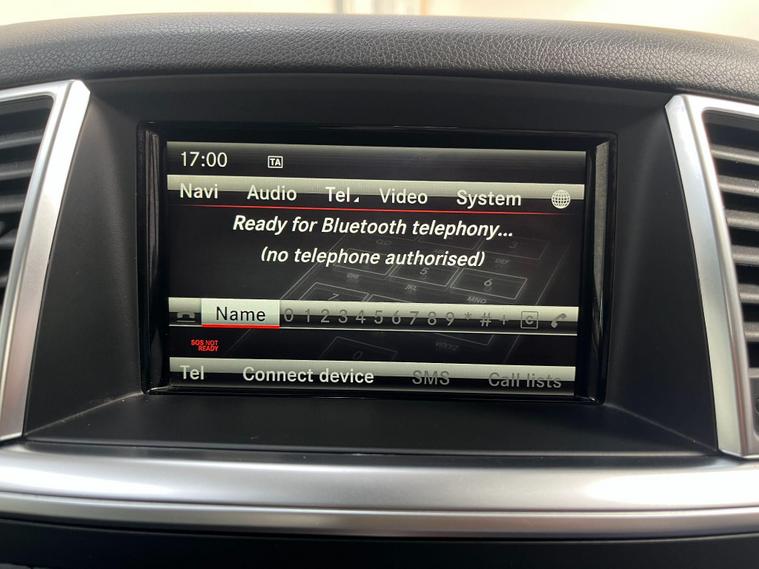 17:00 TA
Navi Audio Tel Video System
Ready for Bluetooth telephony...
(no telephone authorised)
Name 0 1 2 3 4 5 6 7 8 9 * # +
SOS NOT
READY
Tel Connect device SMS Call lists